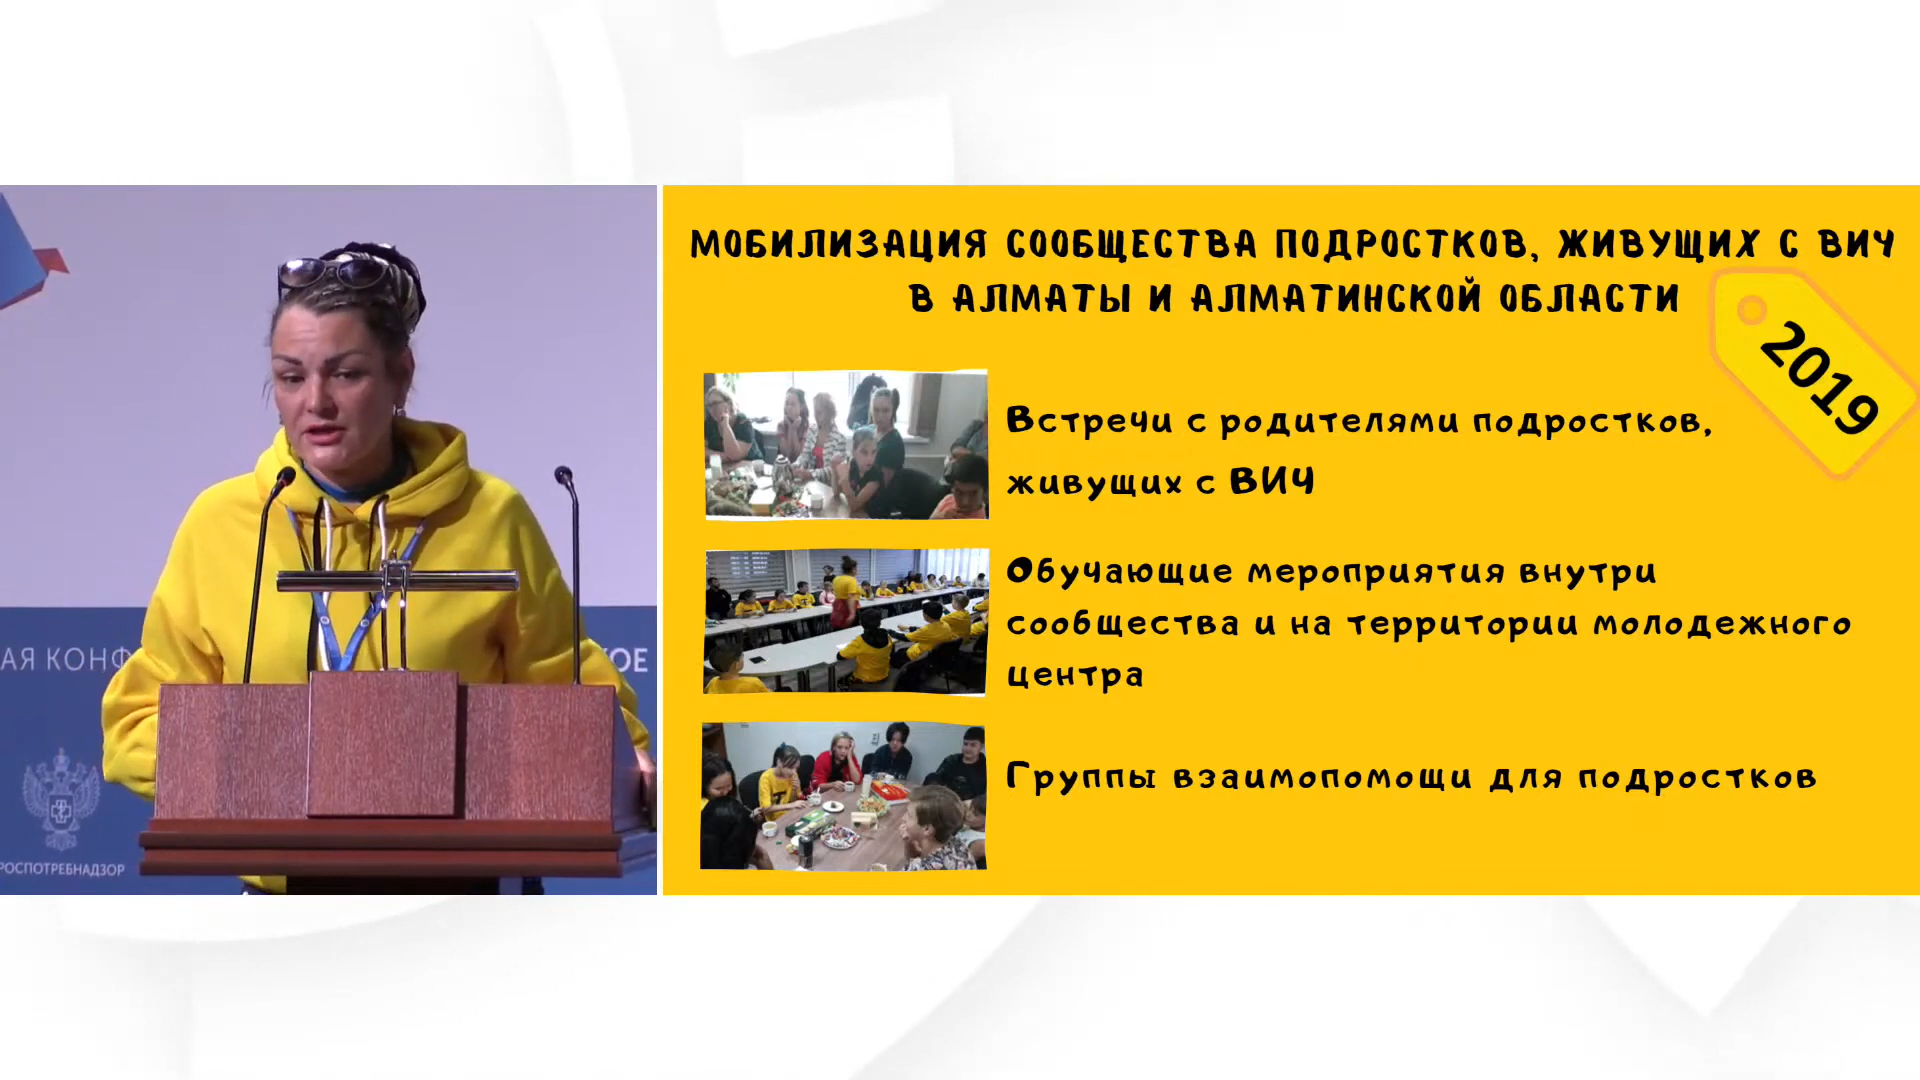 АЯ КОНФ
ОЕ
РОСПОТРЕБНАДЗОР
МОБИЛИЗАЦИЯ СООБЩЕСТВА ПОДРОСТКОВ, ЖИВУЩИХ С ВИЧ
В АЛМАТЫ И АЛМАТИНСКОЙ ОБЛАСТИ
2019
Встречи с родителями подростков,
живущих с ВИЧ
Обучающие мероприятия внутри
сообщества и на территории молодежного
центра
Группы взаимопомощи для подростков